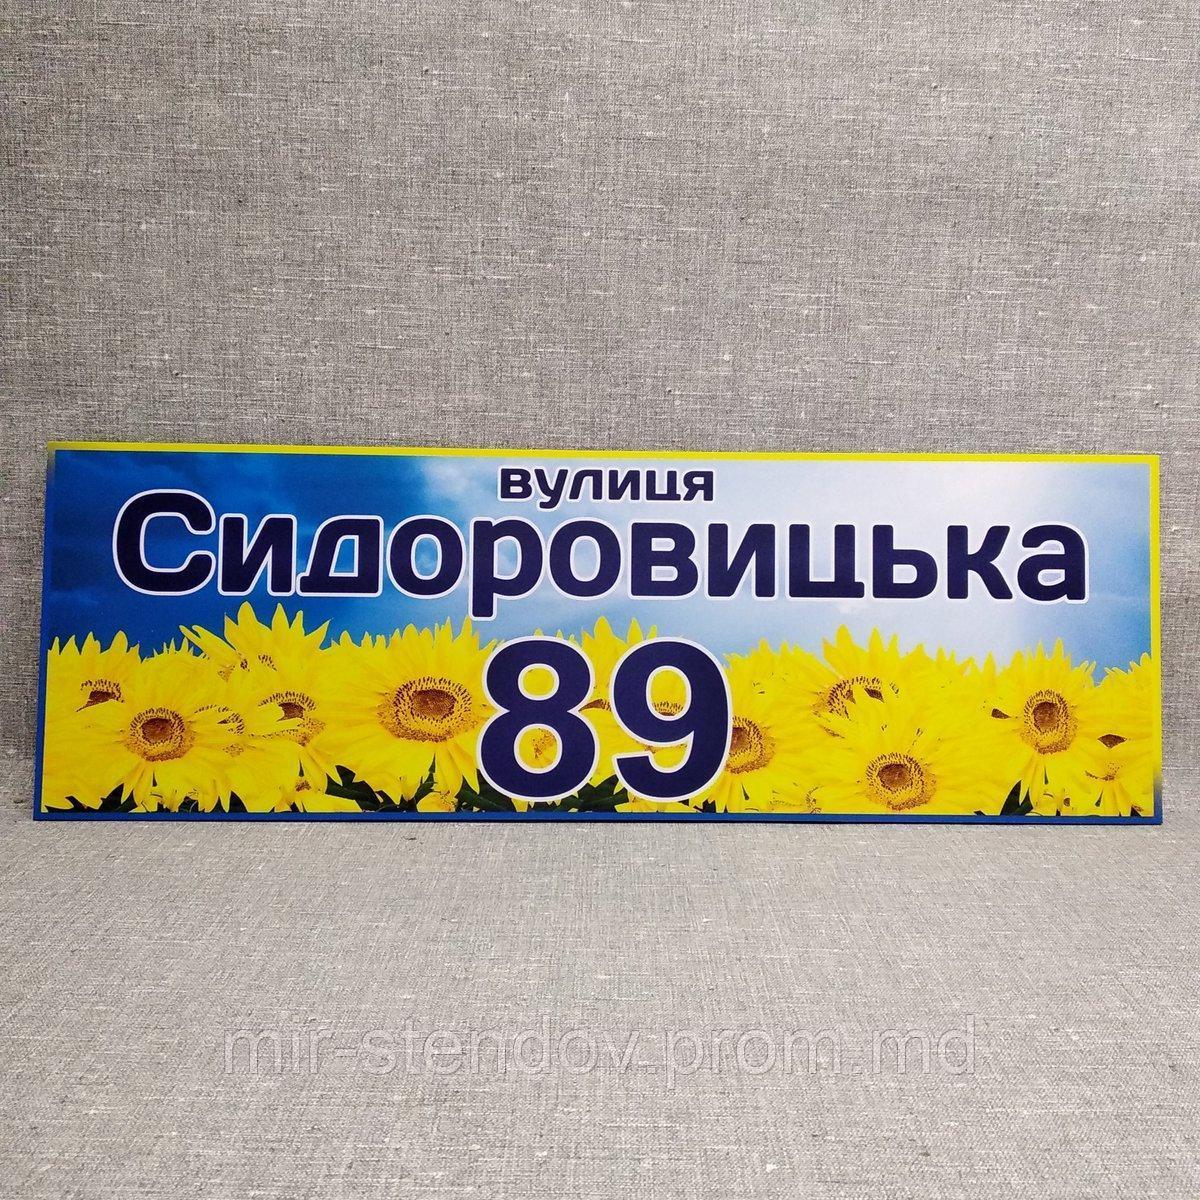 вулиця
Сидоровицька
89
mir-stendov.prom.md